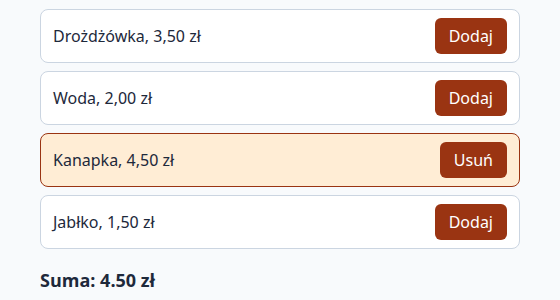 Drożdżówka, 3,50 zł Dodaj
Woda, 2,00 zł Dodaj
Kanapka, 4,50 zł Usuń
Jabłko, 1,50 zł Dodaj
Suma: 4.50 zł